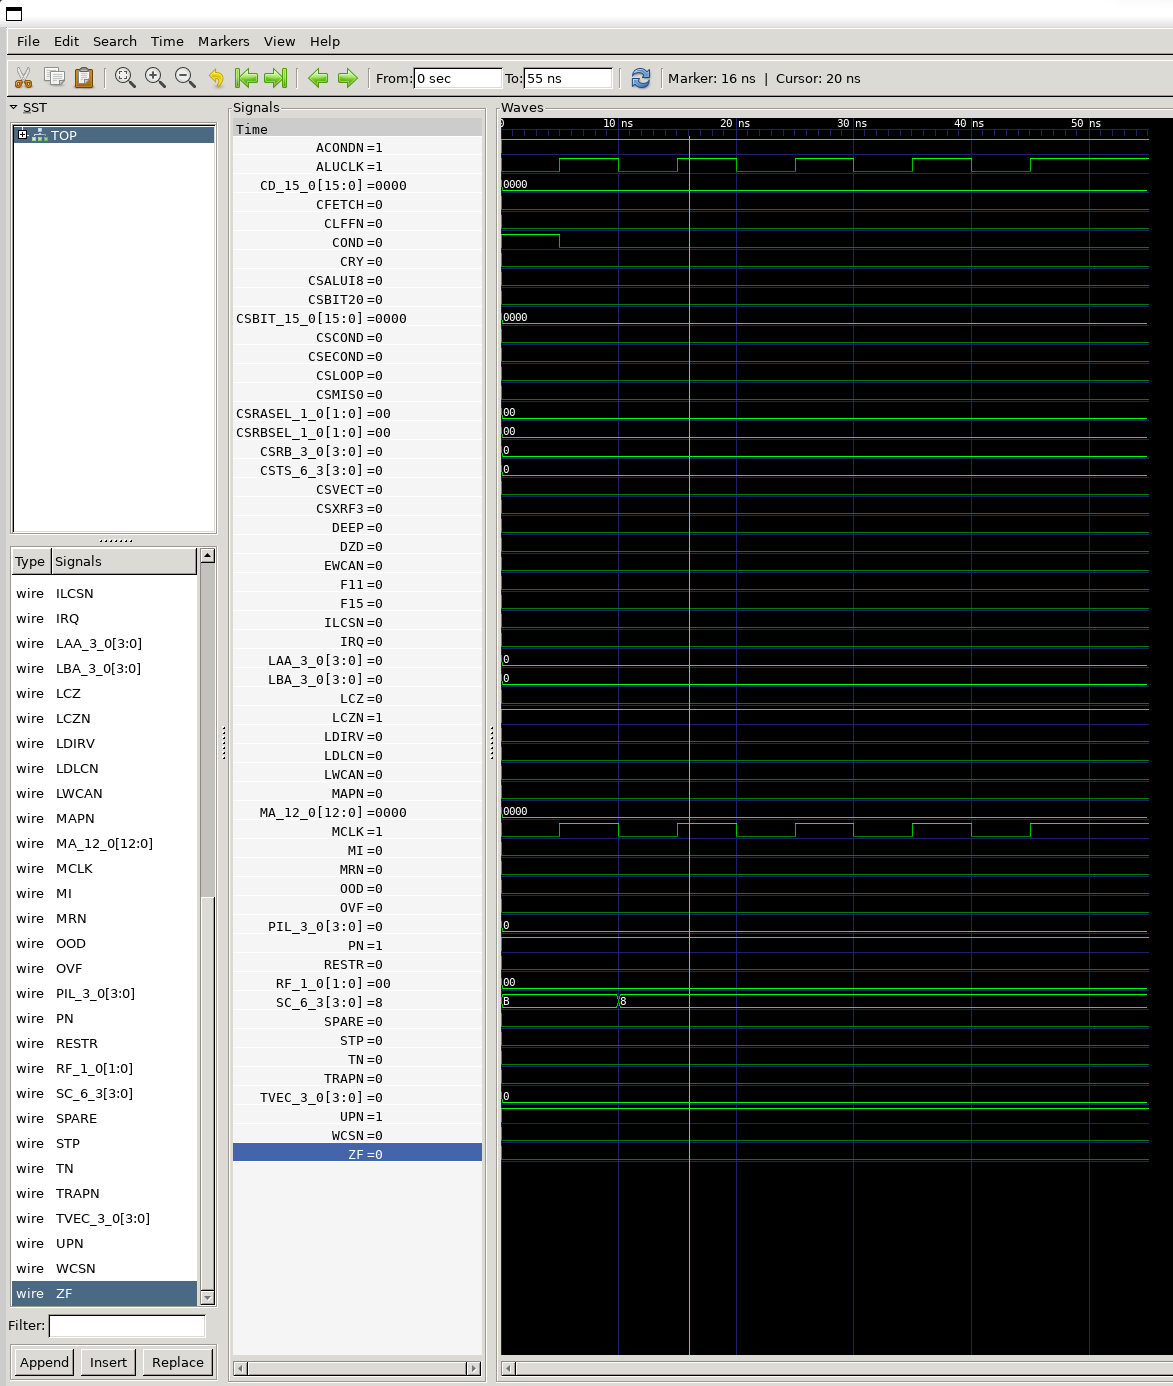 File Edit Search Time Markers View Help
From: 0 sec To: 55 ns Marker: 16 ns | Cursor: 20 ns
SST
TOP
Type Signals
wire ILCSN
wire IRQ
wire LAA_3_0[3:0]
wire LBA_3_0[3:0]
wire LCZ
wire LCZN
wire LDIRV
wire LDLCN
wire LWCAN
wire MAPN
wire MA_12_0[12:0]
wire MCLK
wire MI
wire MRN
wire OOD
wire OVF
wire PIL_3_0[3:0]
wire PN
wire RESTR
wire RF_1_0[1:0]
wire SC_6_3[3:0]
wire SPARE
wire STP
wire TN
wire TRAPN
wire TVEC_3_0[3:0]
wire UPN
wire WCSN
wire ZF
Filter:
Append Insert Replace
Signals
Time
ACONDN=1
ALUCLK=1
CD_15_0[15:0]=0000
CFETCH=0
CLFFN=0
COND=0
CRY=0
CSALUI8=0
CSBIT20=0
CSBIT_15_0[15:0]=0000
CSCOND=0
CSECOND=0
CSLOOP=0
CSMIS0=0
CSRASEL_1_0[1:0]=00
CSRBSEL_1_0[1:0]=00
CSRB_3_0[3:0]=0
CSTS_6_3[3:0]=0
CSVECT=0
CSXRF3=0
DEEP=0
DZD=0
EWCAN=0
F11=0
F15=0
ILCSN=0
IRQ=0
LAA_3_0[3:0]=0
LBA_3_0[3:0]=0
LCZ=0
LCZN=1
LDIRV=0
LDLCN=0
LWCAN=0
MAPN=0
MA_12_0[12:0]=0000
MCLK=1
MI=0
MRN=0
OOD=0
OVF=0
PIL_3_0[3:0]=0
PN=1
RESTR=0
RF_1_0[1:0]=00
SC_6_3[3:0]=8
SPARE=0
STP=0
TN=0
TRAPN=0
TVEC_3_0[3:0]=0
UPN=1
WCSN=0
ZF=0
Waves
0 10 ns 20 ns 30 ns 40 ns 50 ns
0000
0000
00
00
0
0
0
0
0000
0
00
B 8
0